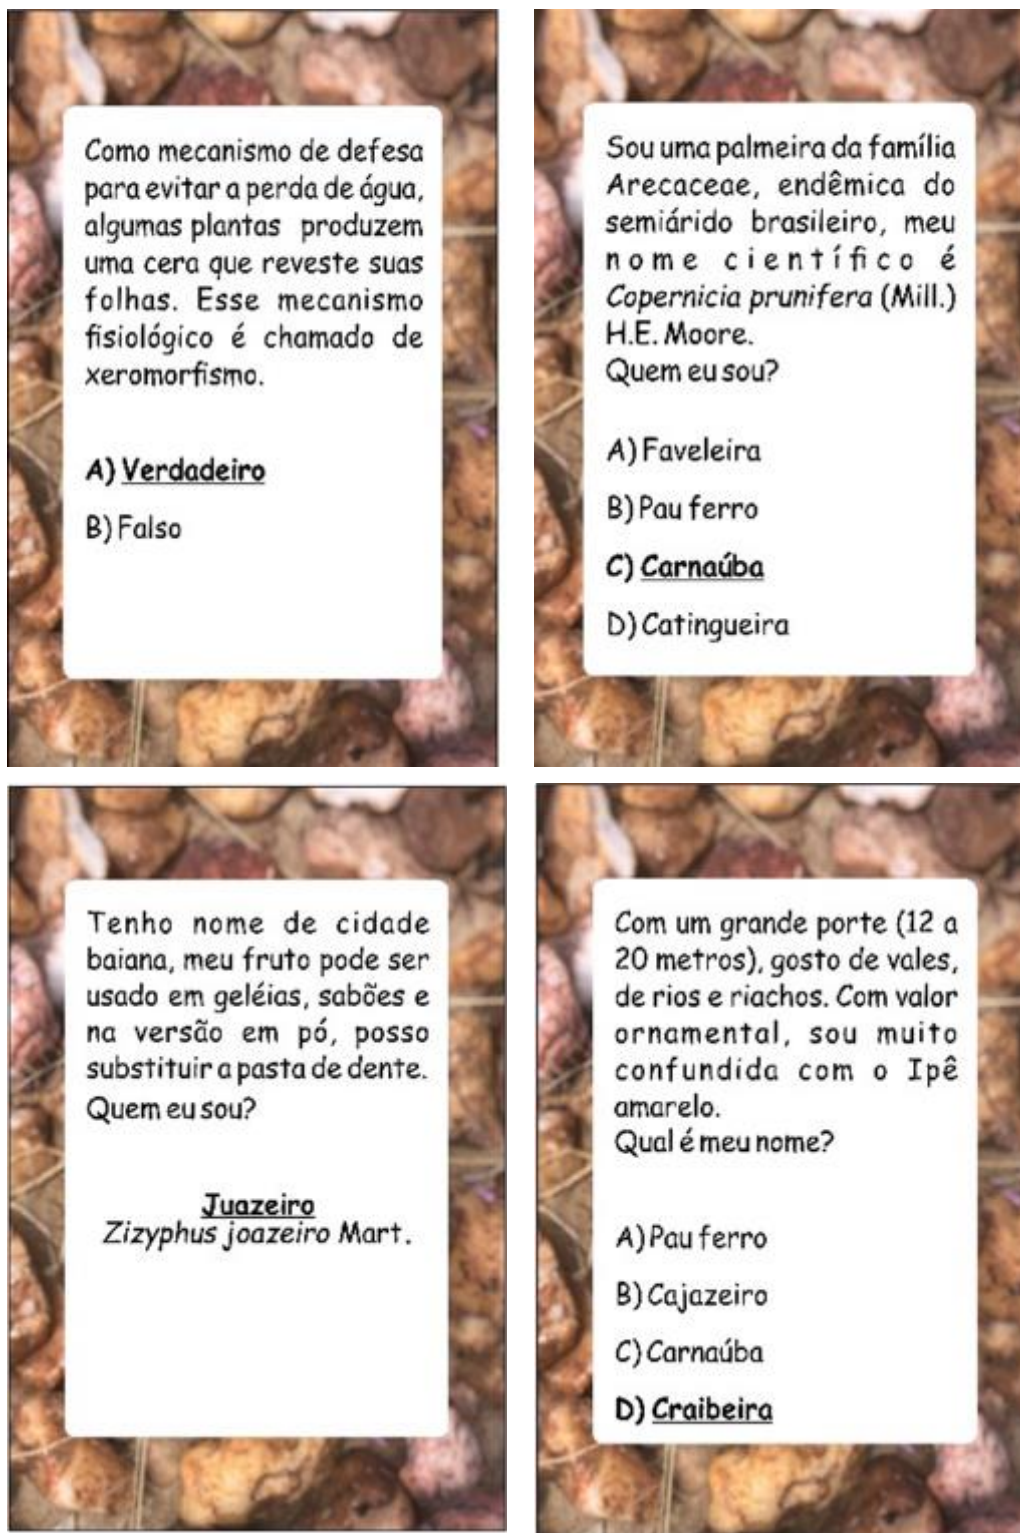 Como mecanismo de defesa
para evitar a perda de água,
algumas plantas produzem
uma cera que reveste suas
folhas. Esse mecanismo
fisiológico é chamado de
xeromorfismo.
A) Verdadeiro
B) Falso
Sou uma palmeira da família
Arecaceae, endêmica do
semiárido brasileiro, meu
nome científico é
Copernicia prunifera (Mill.)
H.E. Moore.
Quem eu sou?
A) Faveleira
B) Pau ferro
C) Carnaúba
D) Catingueira
Tenho nome de cidade
baiana, meu fruto pode ser
usado em geléias, sabões e
na versão em pó, posso
substituir a pasta de dente.
Quem eu sou?
Juazeiro
Zizyphus joazeiro Mart.
Com um grande porte (12 a
20 metros), gosto de vales,
de rios e riachos. Com valor
ornamental, sou muito
confundida com o Ipê
amarelo.
Qual é meu nome?
A) Pau ferro
B) Cajazeiro
C) Carnaúba
D) Craibeira